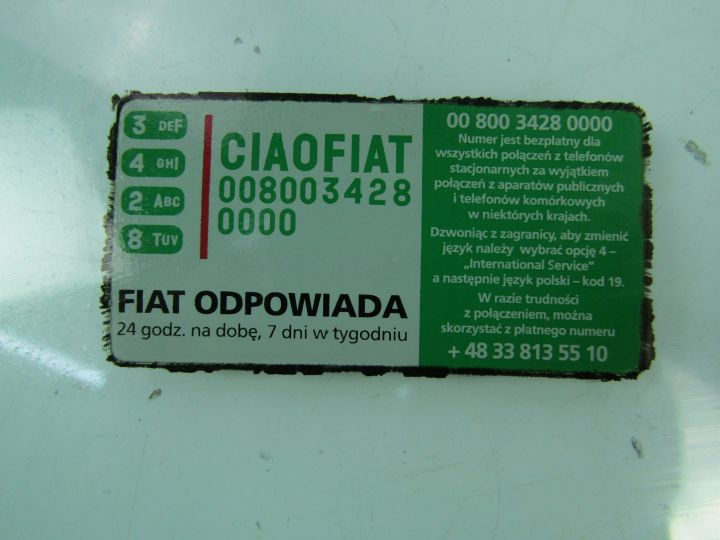 3 DEF
4 GHI
2 ABC
8 TUV
CIAOFIAT
008003428
0000
FIAT ODPOWIADA
24 godz. na dobę, 7 dni w tygodniu
00 800 3428 0000
Numer jest bezpłatny dla
wszystkich połączeń z telefonów
stacjonarnych za wyjątkiem
połączeń z aparatów publicznych
i telefonów komórkowych
w niektórych krajach.
Dzwoniąc z zagranicy, aby zmienić
język należy wybrać opcję 4 –
„International Service”
a następnie język polski – kod 19.
W razie trudności
z połączeniem, można
skorzystać z płatnego numeru
+ 48 33 813 55 10